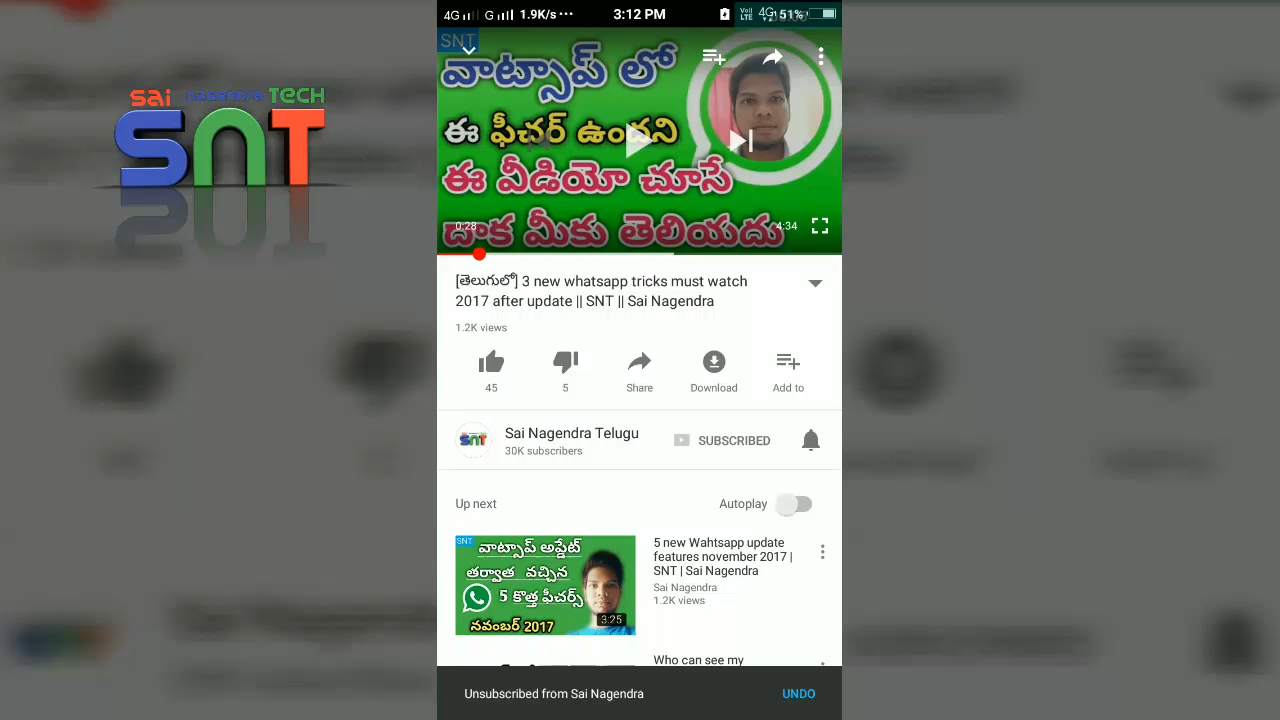 sai nagendra TECH
SNT
4G G 1.9K/s ••• 3:12 PM VoLTE 4G 51%
SNT
వాట్సాప్ లో
ఈ ఫీచర్ ఉందని
ఈ వీడియో చూసే
దాక మీకు తెలియదు
0:28 4:34
[తెలుగులో] 3 new whatsapp tricks must watch
2017 after update || SNT || Sai Nagendra
1.2K views
45 5 Share Download Add to
SNT
Sai Nagendra Telugu SUBSCRIBED
30K subscribers
Up next Autoplay
SNT
వాట్సాప్ అప్డేట్
తర్వాత వచ్చిన
5 కొత్త ఫీచర్స్
నవంబర్ 2017
3:25
5 new Wahtsapp update
features november 2017 |
SNT | Sai Nagendra
Sai Nagendra
1.2K views
Who can see my
Unsubscribed from Sai Nagendra UNDO